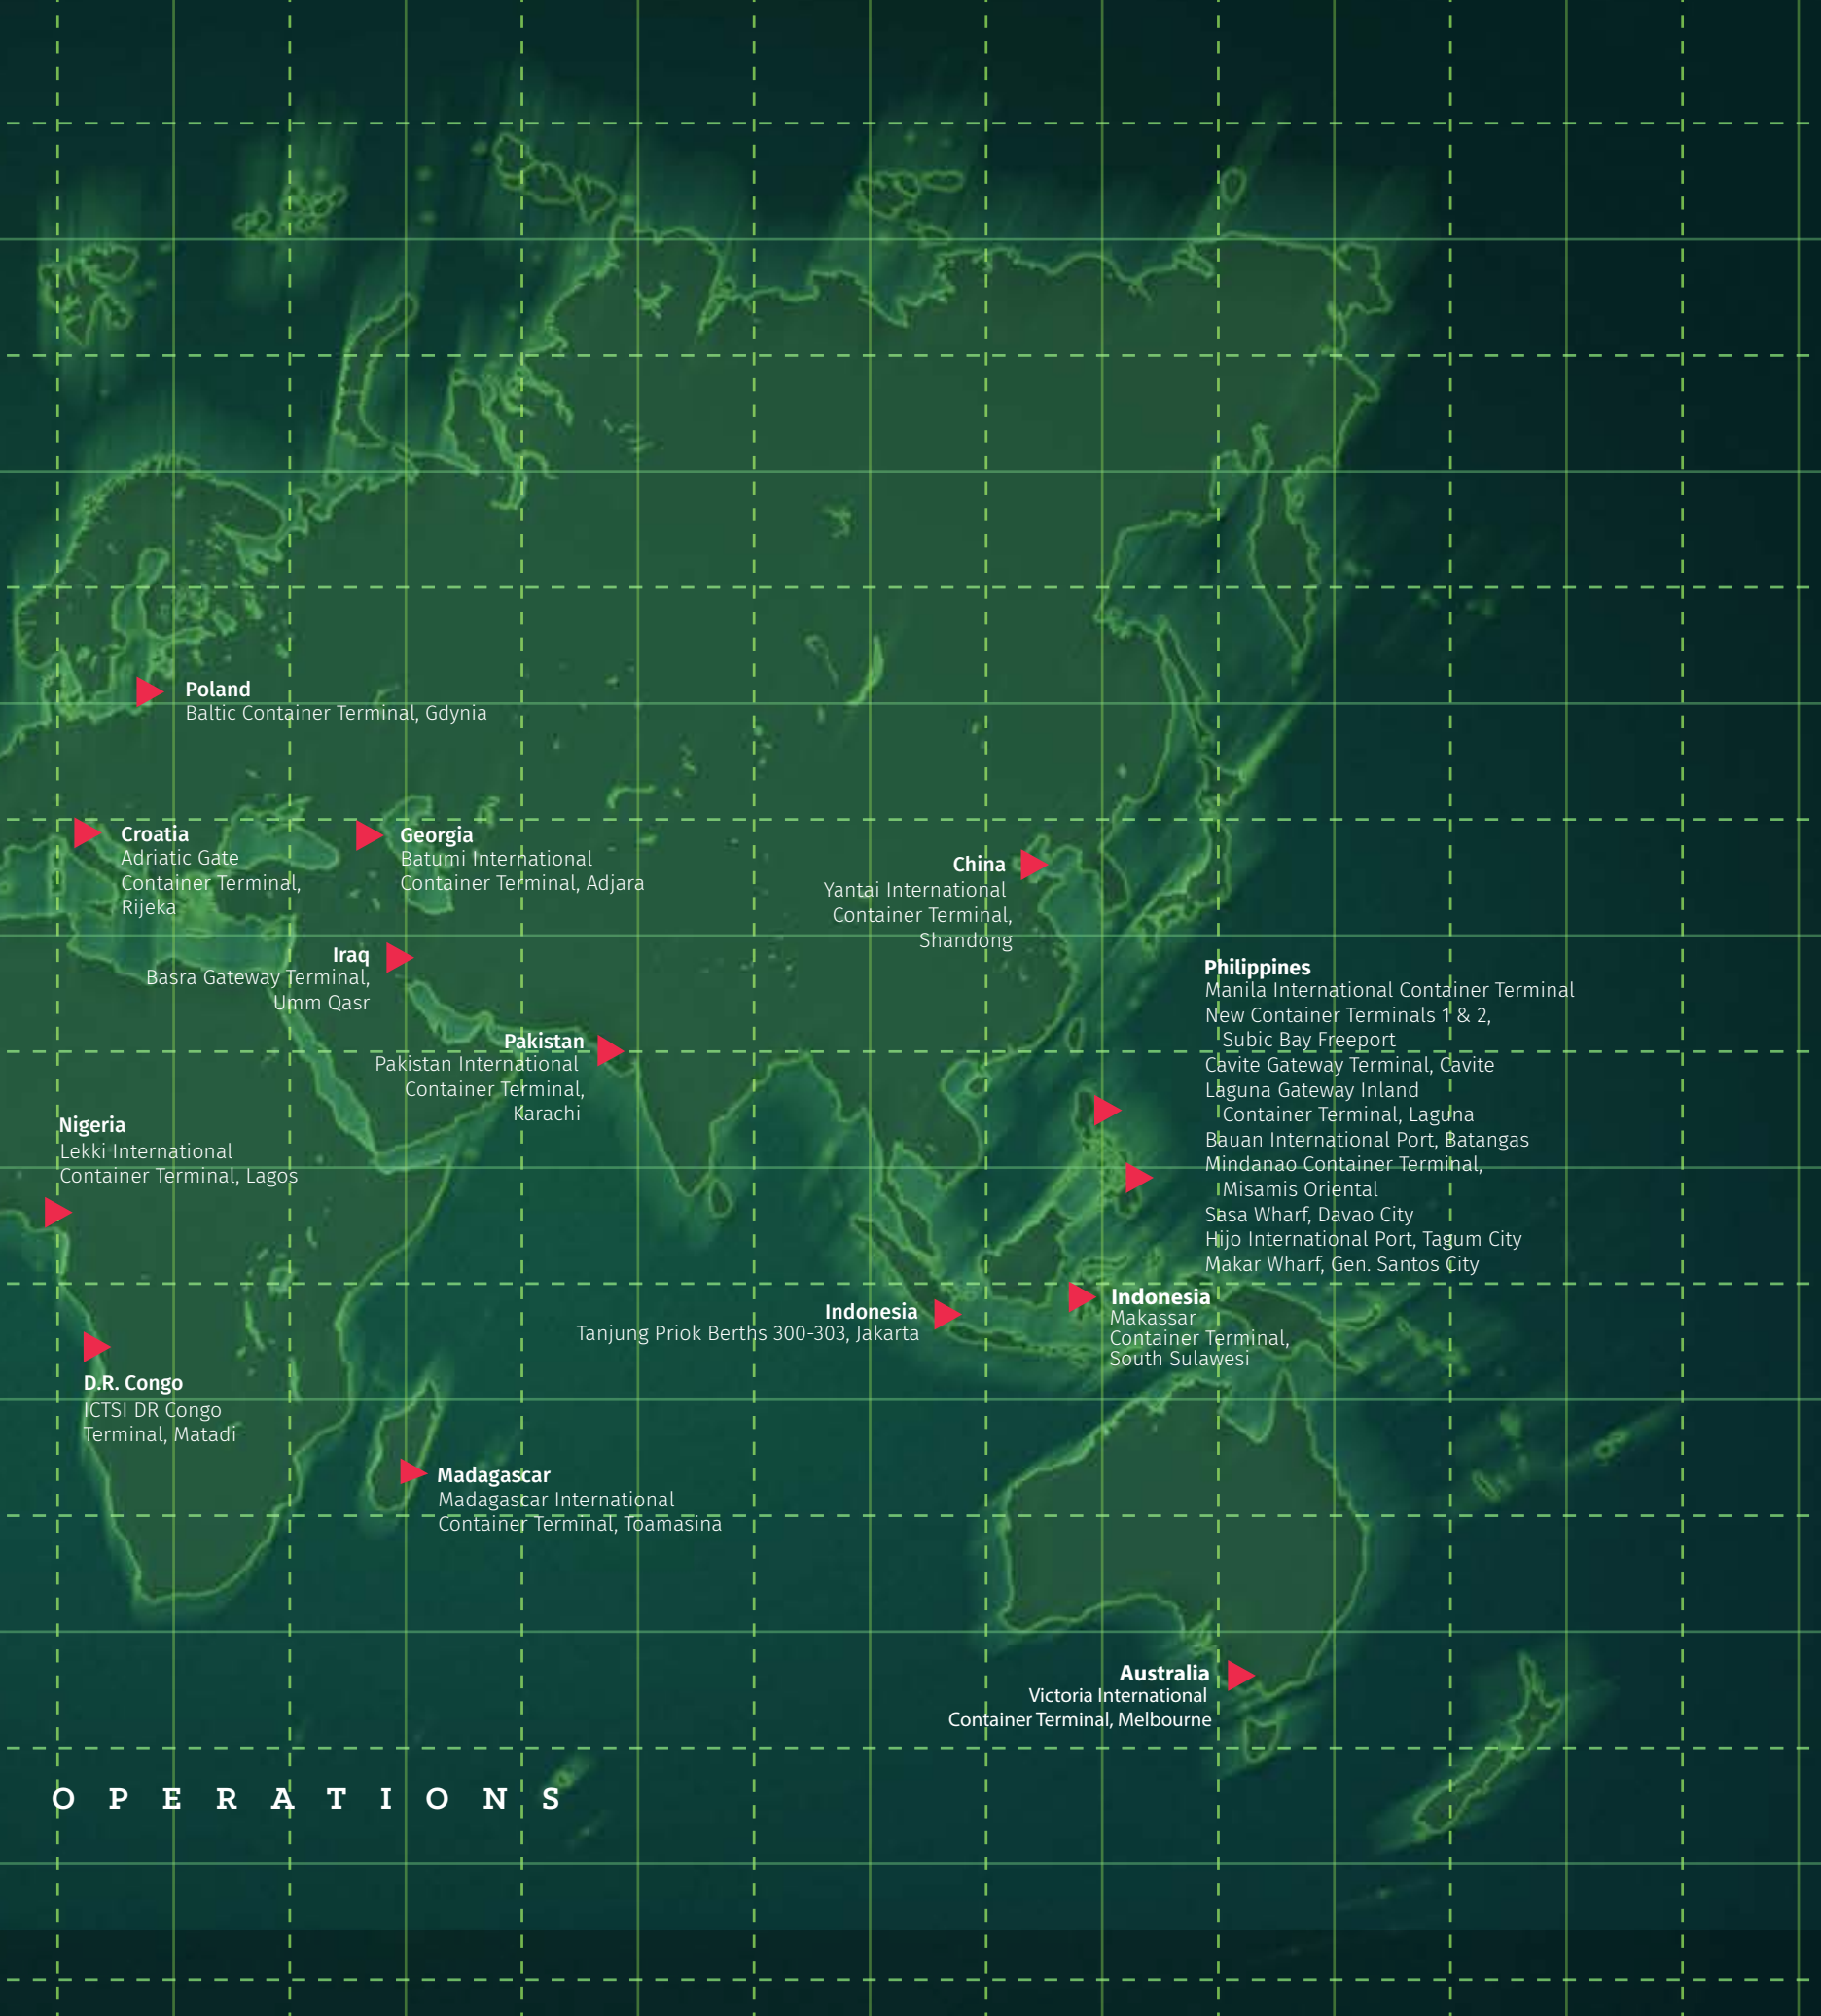 Poland
Baltic Container Terminal, Gdynia
Croatia
Adriatic Gate
Container Terminal,
Rijeka
Georgia
Batumi International
Container Terminal, Adjara
China
Yantai International
Container Terminal,
Shandong
Iraq
Basra Gateway Terminal,
Umm Qasr
Pakistan
Pakistan International
Container Terminal,
Karachi
Philippines
Manila International Container Terminal
New Container Terminals 1 & 2,
Subic Bay Freeport
Cavite Gateway Terminal, Cavite
Laguna Gateway Inland
Container Terminal, Laguna
Bauan International Port, Batangas
Mindanao Container Terminal,
Misamis Oriental
Sasa Wharf, Davao City
Hijo International Port, Tagum City
Makar Wharf, Gen. Santos City
Nigeria
Lekki International
Container Terminal, Lagos
Indonesia
Tanjung Priok Berths 300-303, Jakarta
Indonesia
Makassar
Container Terminal,
South Sulawesi
D.R. Congo
ICTSI DR Congo
Terminal, Matadi
Madagascar
Madagascar International
Container Terminal, Toamasina
Australia
Victoria International
Container Terminal, Melbourne
OPERATIONS